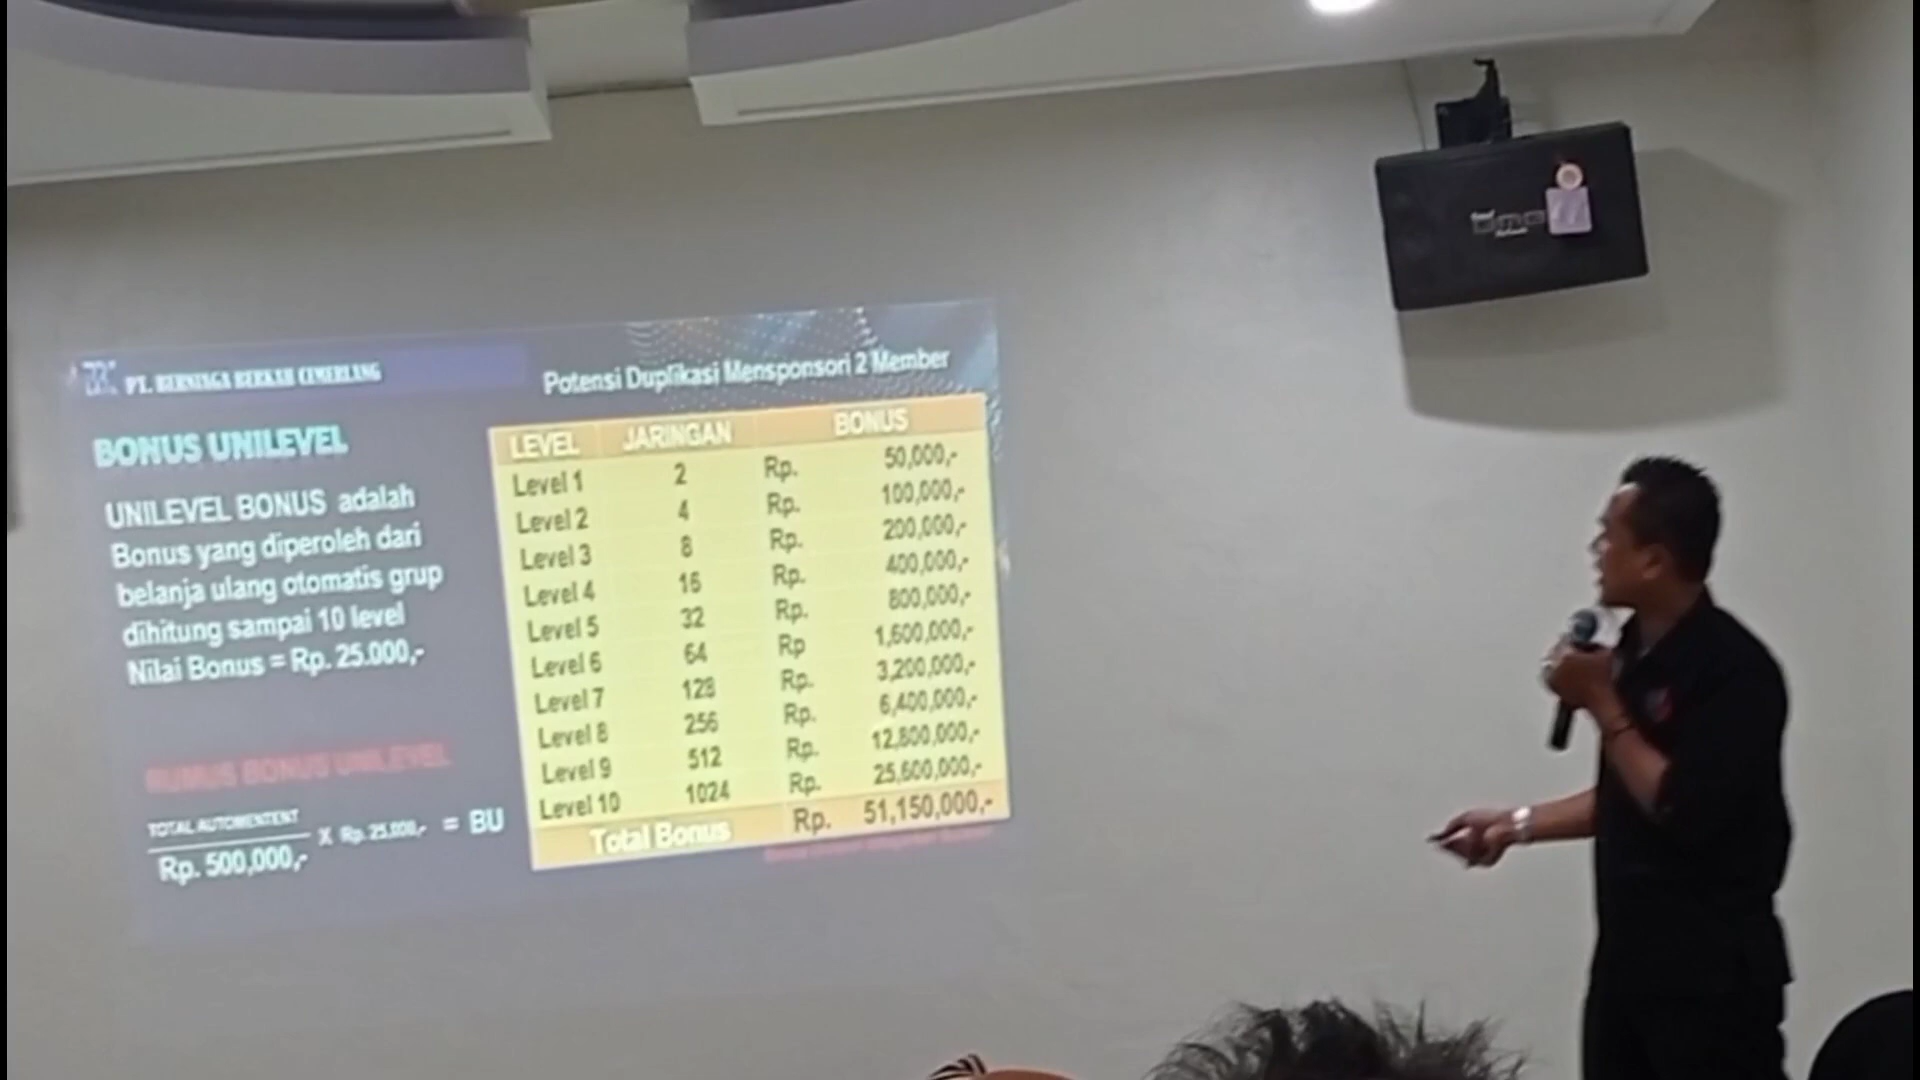 PT. BERNIAGA BERKAH CEMERLANG
Potensi Duplikasi Mensponsori 2 Member
BONUS UNILEVEL
UNILEVEL BONUS adalah
Bonus yang diperoleh dari
belanja ulang otomatis grup
dihitung sampai 10 level
Nilai Bonus = Rp. 25.000,-
RUMUS BONUS UNILEVEL
TOTAL AUTOMENTENT
Rp. 500,000,-
X Rp. 25.000,- = BU
LEVEL JARINGAN BONUS
Level 1 2 Rp. 50,000,-
Level 2 4 Rp. 100,000,-
Level 3 8 Rp. 200,000,-
Level 4 16 Rp. 400,000,-
Level 5 32 Rp. 800,000,-
Level 6 64 Rp 1,600,000,-
Level 7 128 Rp. 3,200,000,-
Level 8 256 Rp. 6,400,000,-
Level 9 512 Rp. 12,800,000,-
Level 10 1024 Rp. 25,600,000,-
Total Bonus Rp. 51,150,000,-